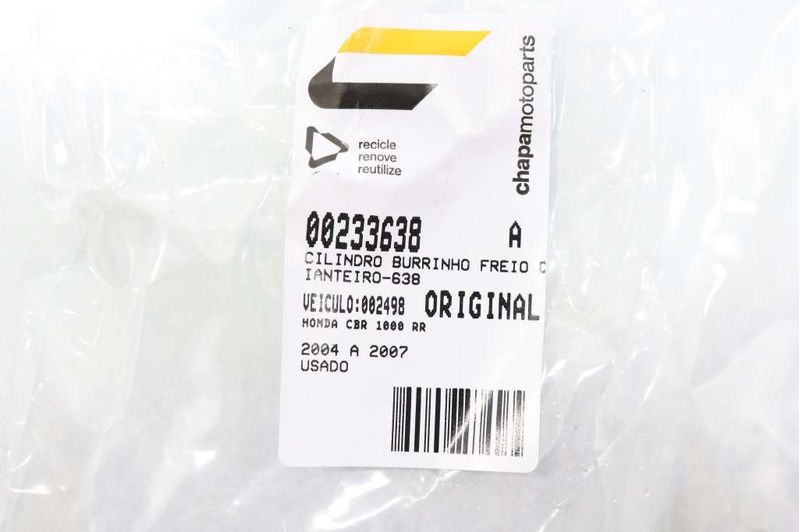 chapamotoparts
recicle
renove
reutilize
00233638 A
CILINDRO BURRINHO FREIO
IANTEIRO-638
VEICULO:002498 ORIGINAL
HONDA CBR 1000 RR
2004 A 2007
USADO